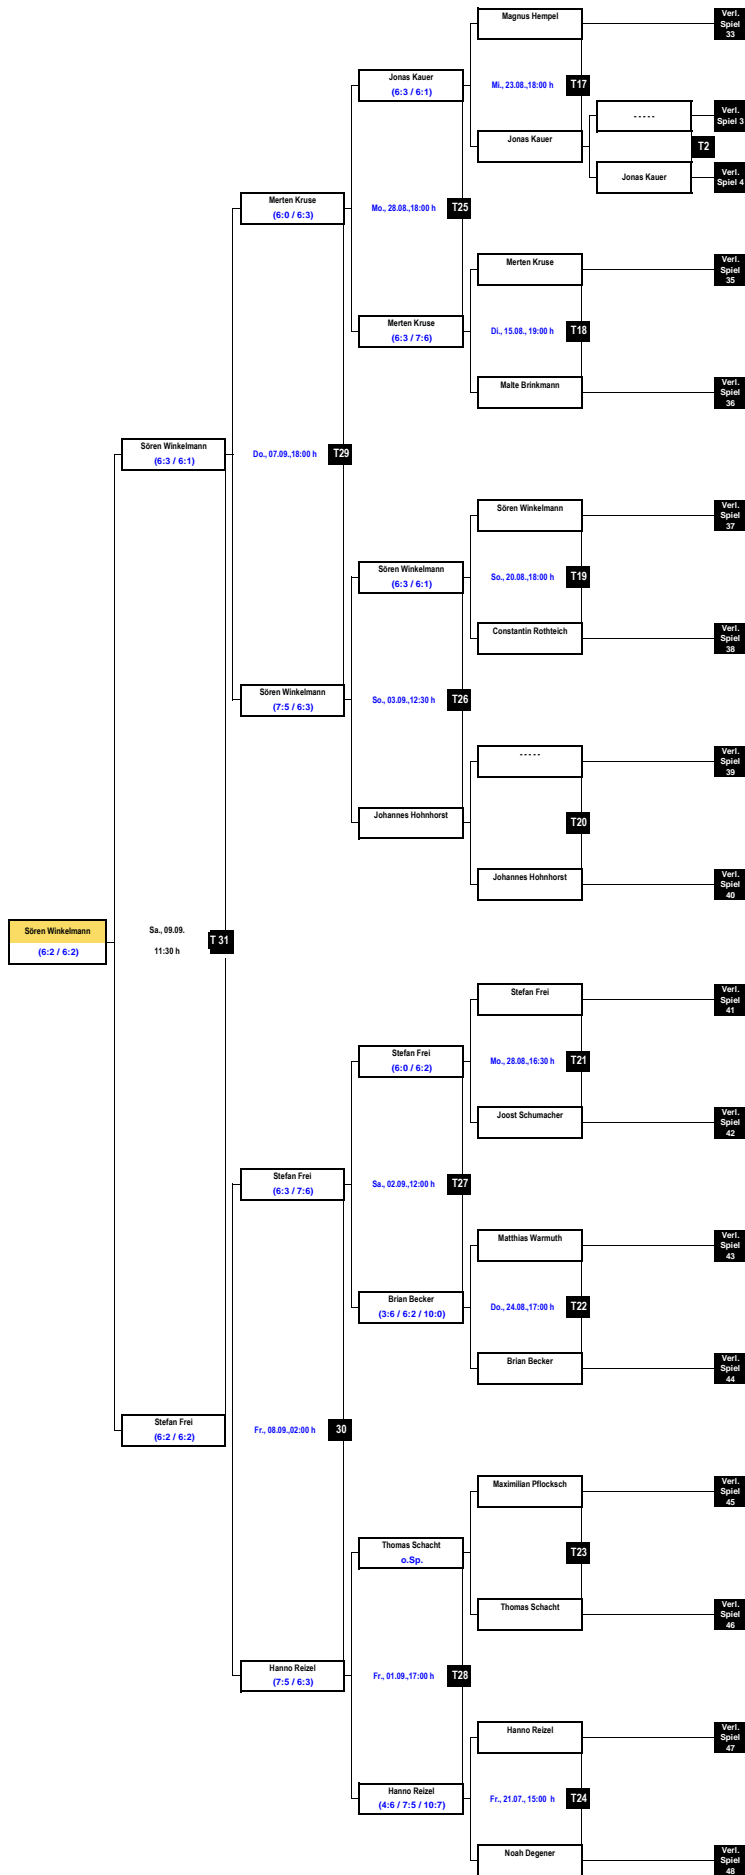 Magnus Hempel
Verl.
Spiel
33
Jonas Kauer
(6:3 / 6:1)
Mi., 23.08.,18:00 h
T17
- - - - -
Verl.
Spiel 3
Jonas Kauer
T2
Jonas Kauer
Verl.
Spiel 4
Merten Kruse
(6:0 / 6:3)
Mo., 28.08.,18:00 h
T25
Merten Kruse
Verl.
Spiel
35
Merten Kruse
(6:3 / 7:6)
Di., 15.08., 19:00 h
T18
Malte Brinkmann
Verl.
Spiel
36
Sören Winkelmann
(6:3 / 6:1)
Do., 07.09.,18:00 h
T29
Sören Winkelmann
Verl.
Spiel
37
Sören Winkelmann
(6:3 / 6:1)
So., 20.08.,18:00 h
T19
Constantin Rothteich
Verl.
Spiel
38
Sören Winkelmann
(7:5 / 6:3)
So., 03.09.,12:30 h
T26
- - - - -
Verl.
Spiel
39
Johannes Hohnhorst
T20
Johannes Hohnhorst
Verl.
Spiel
40
Sören Winkelmann
(6:2 / 6:2)
Sa., 09.09.
11:30 h
T 31
Stefan Frei
Verl.
Spiel
41
Stefan Frei
(6:0 / 6:2)
Mo., 28.08.,16:30 h
T21
Joost Schumacher
Verl.
Spiel
42
Stefan Frei
(6:3 / 7:6)
Sa., 02.09.,12:00 h
T27
Matthias Warmuth
Verl.
Spiel
43
Brian Becker
(3:6 / 6:2 / 10:0)
Do., 24.08.,17:00 h
T22
Brian Becker
Verl.
Spiel
44
Stefan Frei
(6:2 / 6:2)
Fr., 08.09.,02:00 h
30
Maximilian Pflocksch
Verl.
Spiel
45
Thomas Schacht
o.Sp.
T23
Thomas Schacht
Verl.
Spiel
46
Hanno Reizel
(7:5 / 6:3)
Fr., 01.09.,17:00 h
T28
Hanno Reizel
Verl.
Spiel
47
Hanno Reizel
(4:6 / 7:5 / 10:7)
Fr., 21.07., 15:00 h
T24
Noah Degener
Verl.
Spiel
48